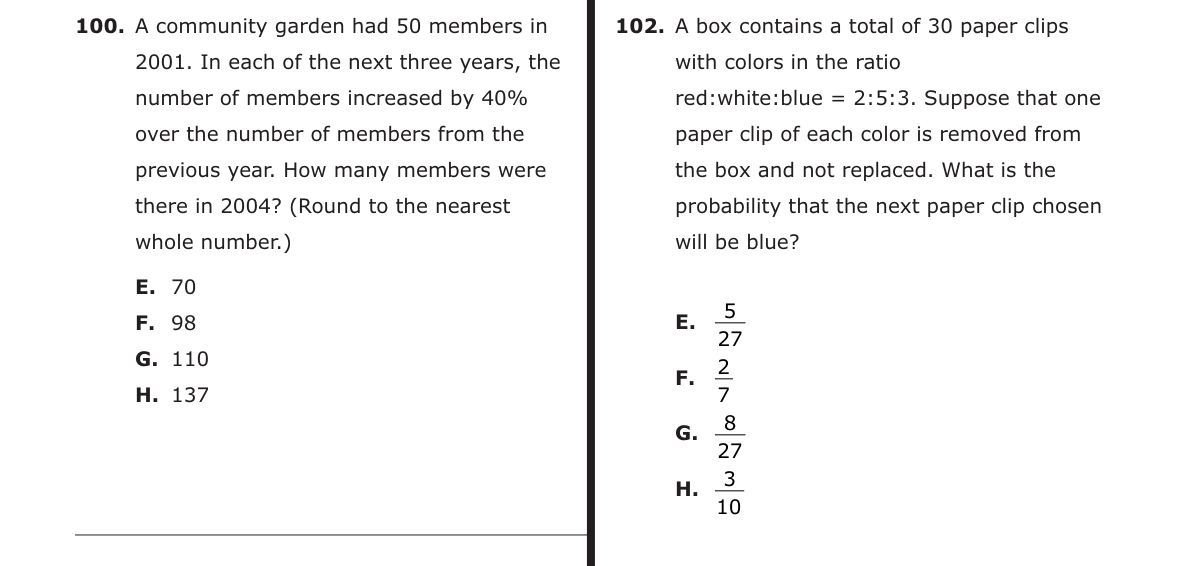 100. A community garden had 50 members in
2001. In each of the next three years, the
number of members increased by 40%
over the number of members from the
previous year. How many members were
there in 2004? (Round to the nearest
whole number.)
E. 70
F. 98
G. 110
H. 137
102. A box contains a total of 30 paper clips
with colors in the ratio
red:white:blue = 2:5:3. Suppose that one
paper clip of each color is removed from
the box and not replaced. What is the
probability that the next paper clip chosen
will be blue?
E. 5/27
F. 2/7
G. 8/27
H. 3/10